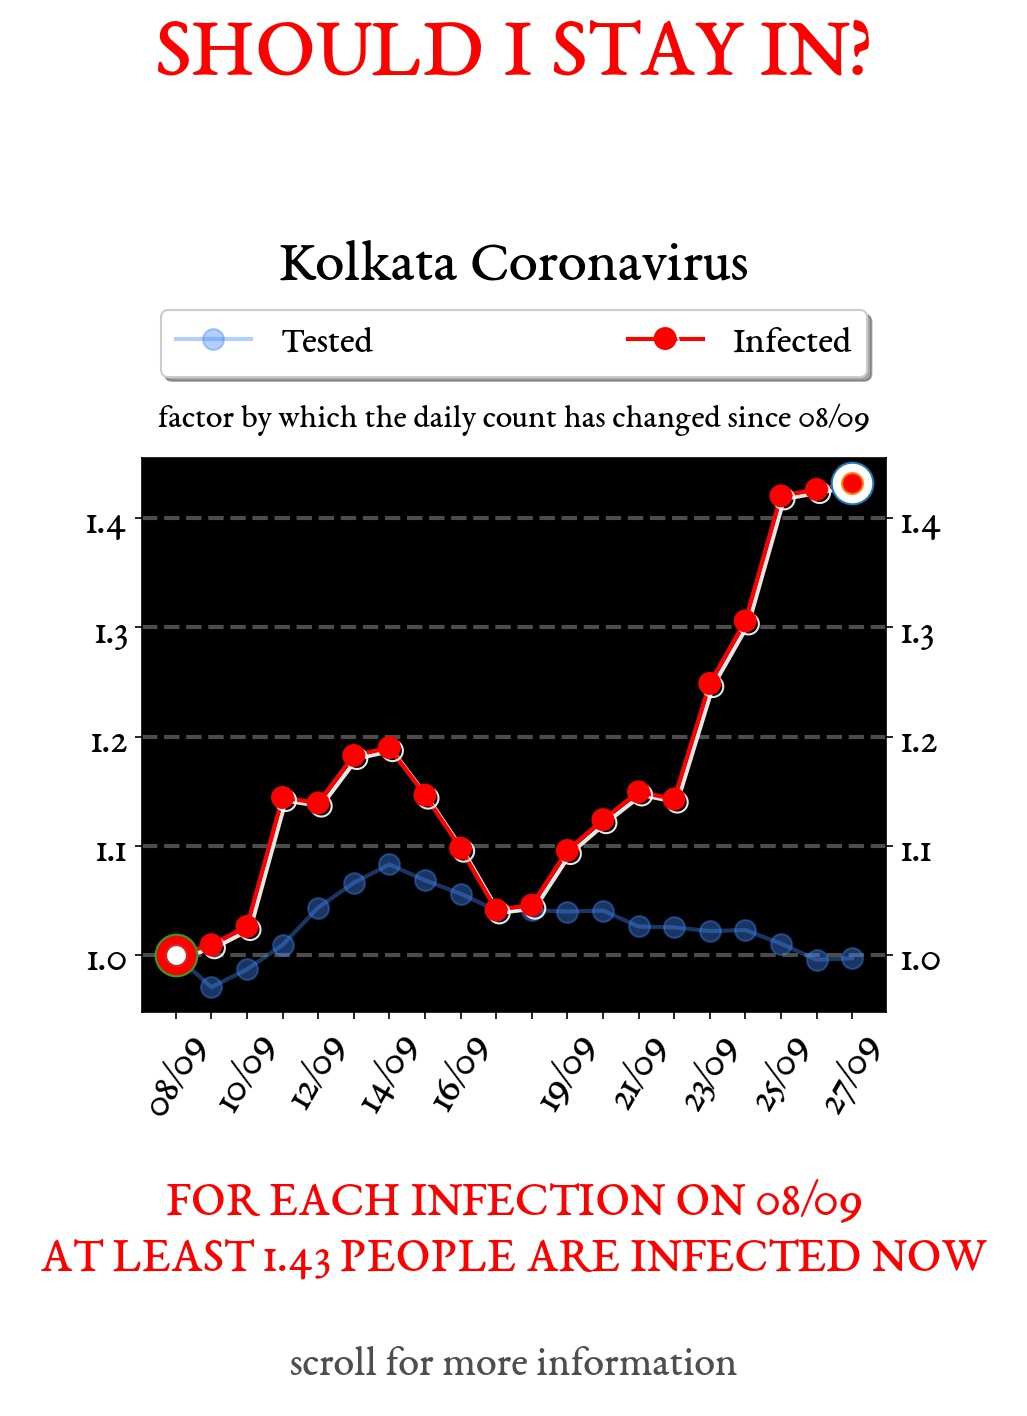 SHOULD I STAY IN?
Kolkata Coronavirus
Tested Infected
factor by which the daily count has changed since 08/09
1.4 1.4
1.3 1.3
1.2 1.2
1.1 1.1
1.0 1.0
08/09 10/09 12/09 14/09 16/09 19/09 21/09 23/09 25/09 27/09
FOR EACH INFECTION ON 08/09
AT LEAST 1.43 PEOPLE ARE INFECTED NOW
scroll for more information